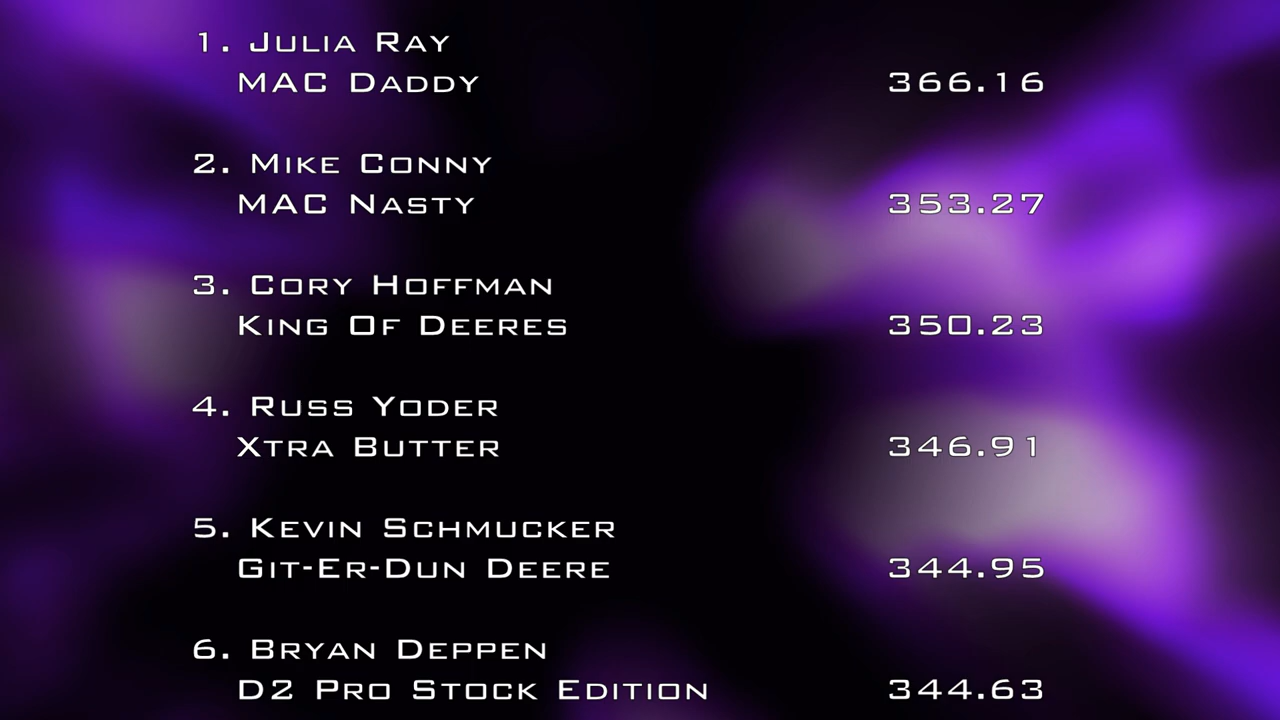 1. Julia Ray
MAC Daddy 366.16
2. Mike Conny
MAC Nasty 353.27
3. Cory Hoffman
King Of Deeres 350.23
4. Russ Yoder
Xtra Butter 346.91
5. Kevin Schmucker
Git-Er-Dun Deere 344.95
6. Bryan Deppen
D2 Pro Stock Edition 344.63